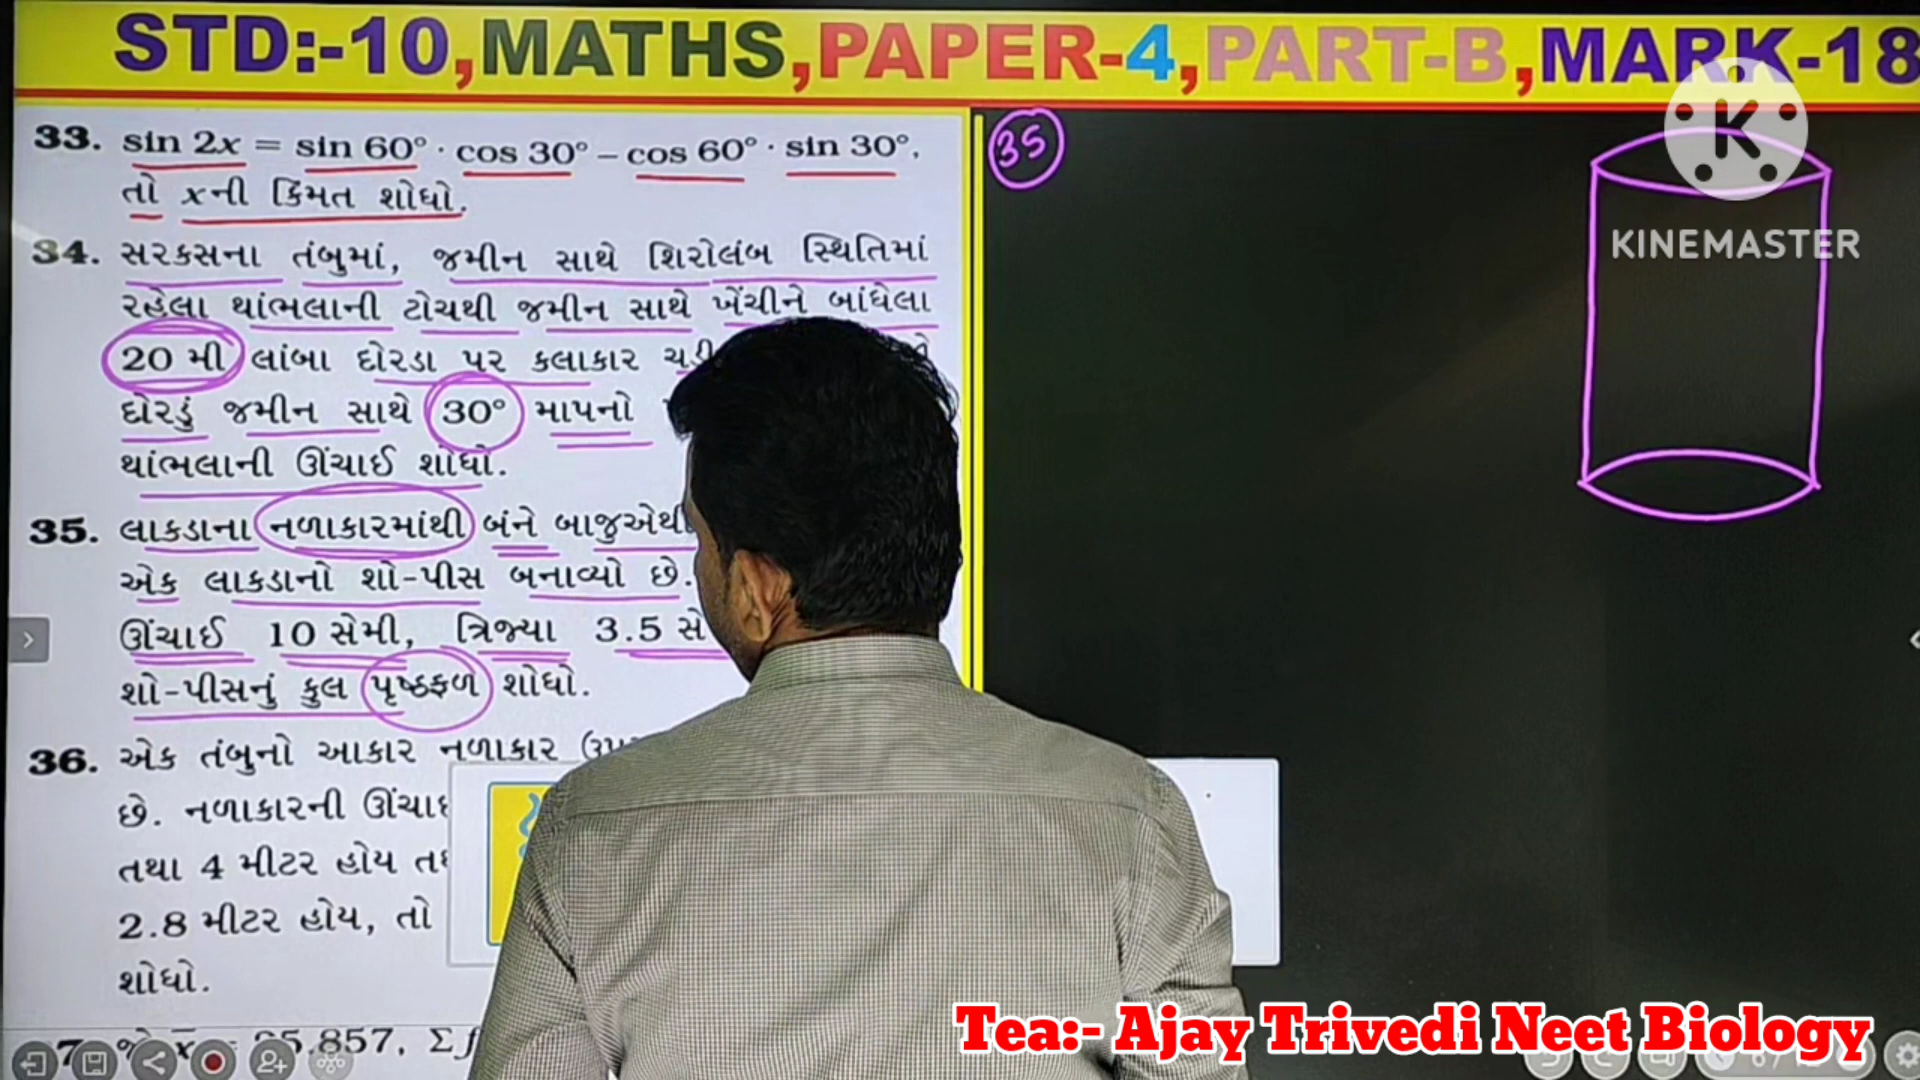 STD:-10,MATHS,PAPER-4,PART-B,MARK-18
33. sin 2x = sin 60° · cos 30° – cos 60° · sin 30°,
તો xની કિંમત શોધો.
34. સરકસના તંબુમાં, જમીન સાથે શિરોલંબ સ્થિતિમાં
રહેલા થાંભલાની ટોચથી જમીન સાથે ખેંચીને બાંધેલા
20 મી લાંબા દોરડા પર કલાકાર
દોરડું જમીન સાથે 30° માપનો
થાંભલાની ઊંચાઈ શોધો.
35. લાકડાના નળાકારમાંથી બંને બાજુએથી
એક લાકડાનો શો-પીસ બનાવ્યો છે.
ઊંચાઈ 10 સેમી, ત્રિજ્યા 3.5
શો-પીસનું કુલ પૃષ્ઠફળ શોધો.
36. એક તંબુનો આકાર નળાકાર
છે. નળાકારની
તથા 4 મીટર હોય
2.8 મીટર હોય, તો
શોધો.
35
K
KINEMASTER
Tea:- Ajay Trivedi Neet Biology